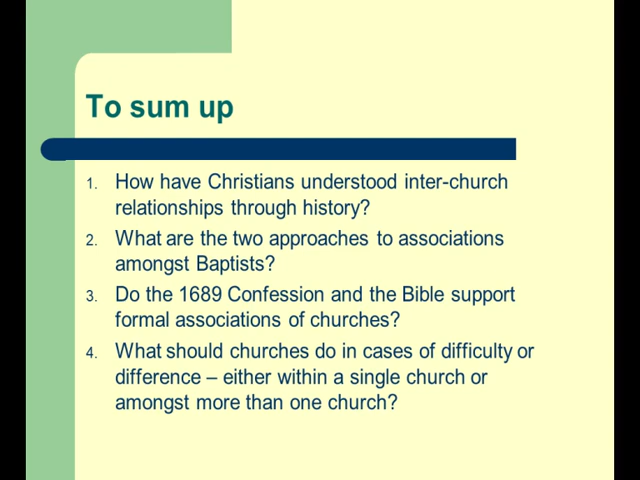 To sum up
1. How have Christians understood inter-church
relationships through history?
2. What are the two approaches to associations
amongst Baptists?
3. Do the 1689 Confession and the Bible support
formal associations of churches?
4. What should churches do in cases of difficulty or
difference – either within a single church or
amongst more than one church?